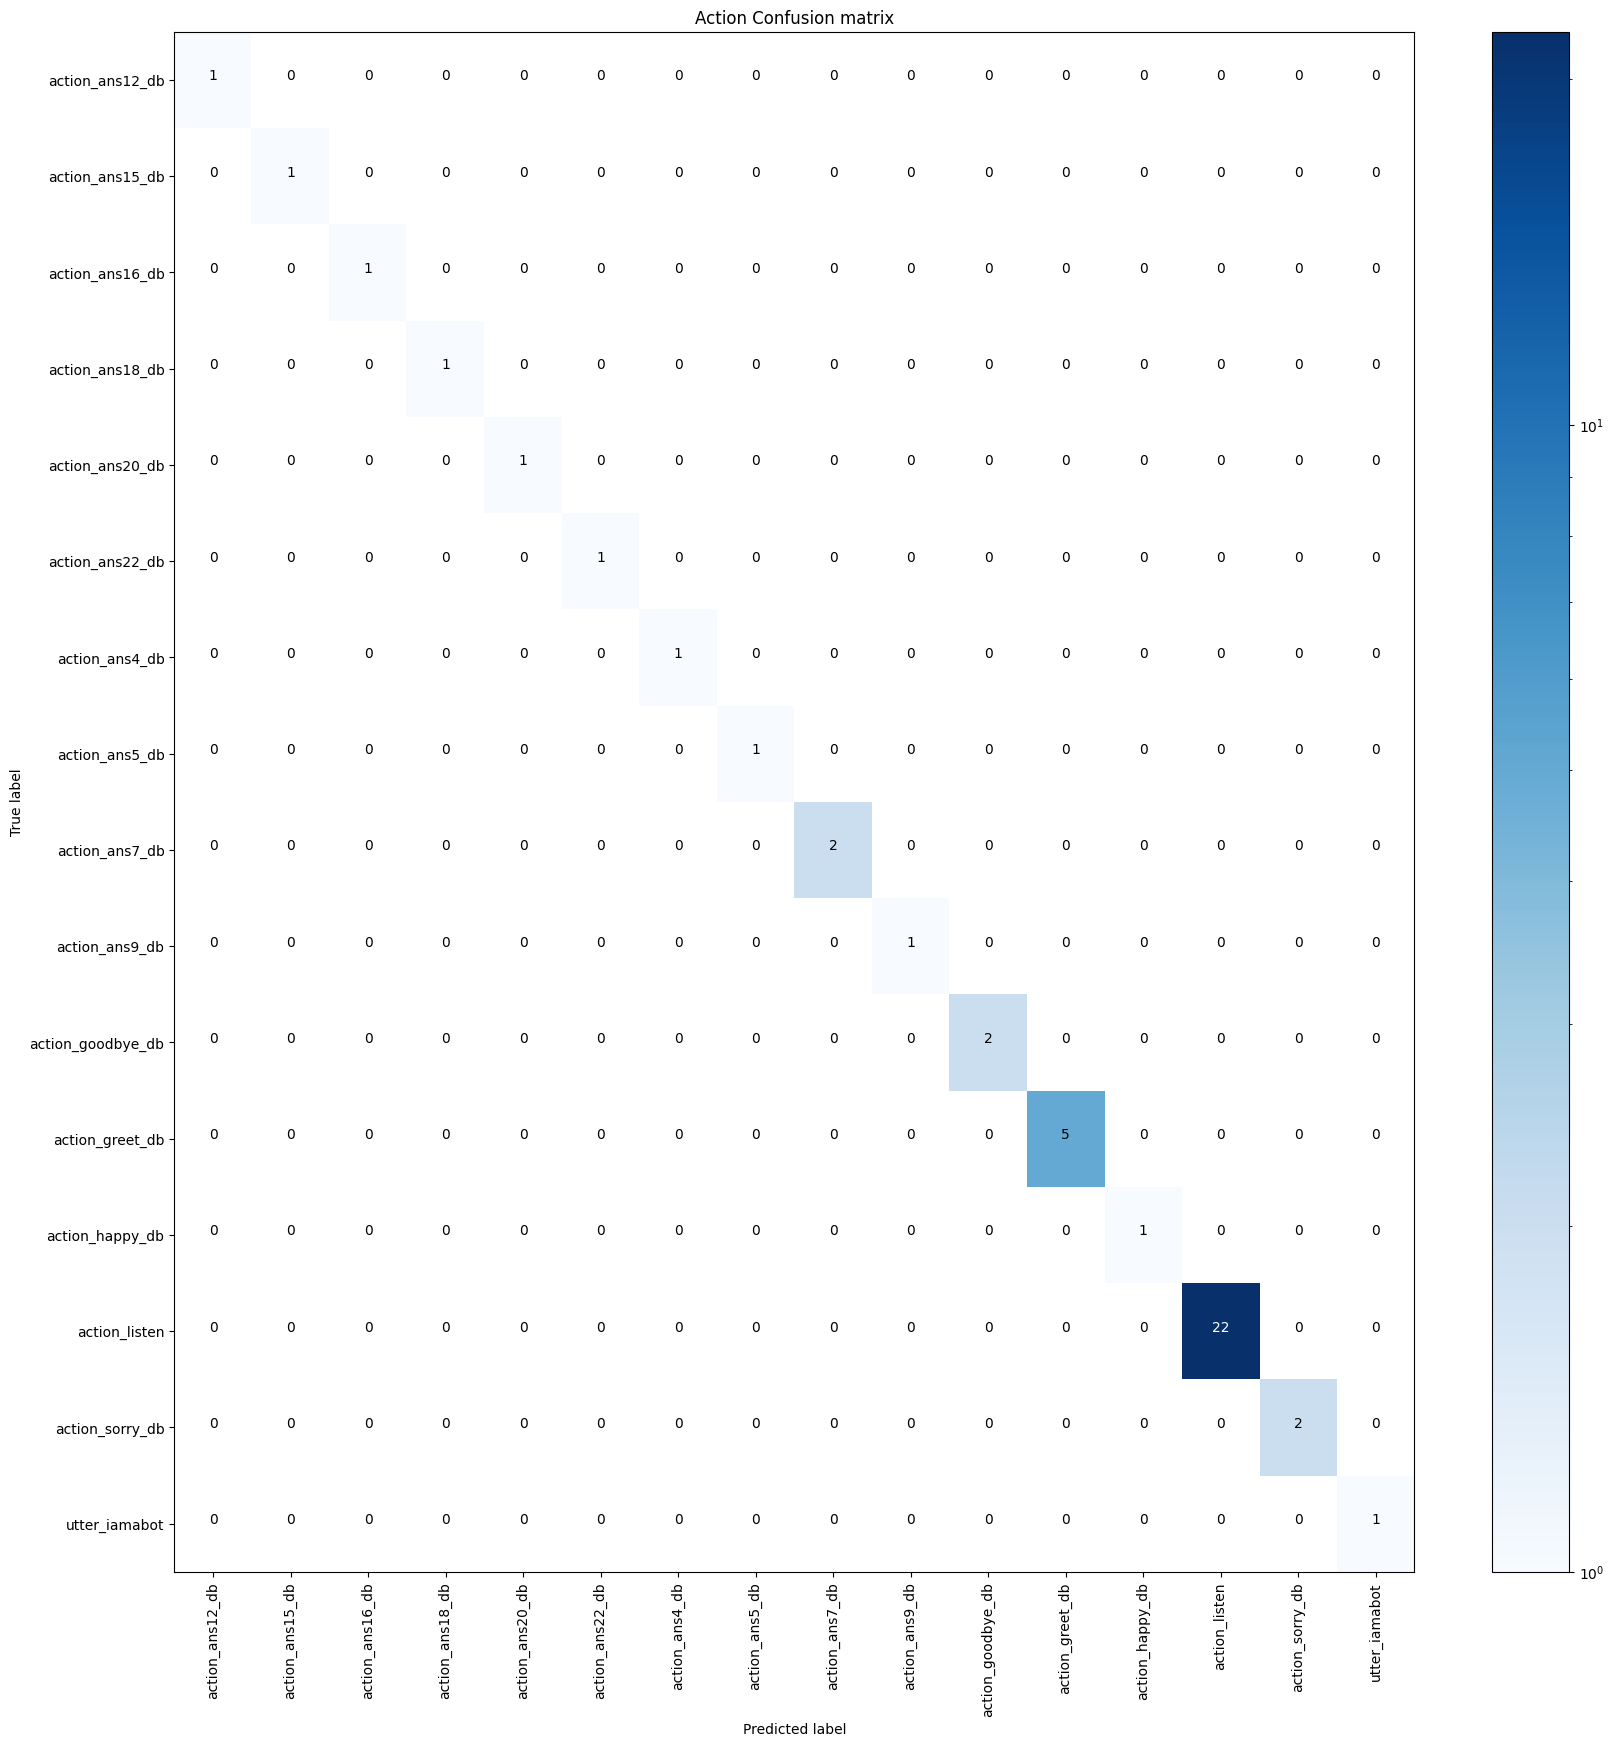 Action Confusion matrix
action_ans12_db 1 0 0 0 0 0 0 0 0 0 0 0 0 0 0 0
action_ans15_db 0 1 0 0 0 0 0 0 0 0 0 0 0 0 0 0
action_ans16_db 0 0 1 0 0 0 0 0 0 0 0 0 0 0 0 0
action_ans18_db 0 0 0 1 0 0 0 0 0 0 0 0 0 0 0 0
action_ans20_db 0 0 0 0 1 0 0 0 0 0 0 0 0 0 0 0
action_ans22_db 0 0 0 0 0 1 0 0 0 0 0 0 0 0 0 0
action_ans4_db 0 0 0 0 0 0 1 0 0 0 0 0 0 0 0 0
action_ans5_db 0 0 0 0 0 0 0 1 0 0 0 0 0 0 0 0
action_ans7_db 0 0 0 0 0 0 0 0 2 0 0 0 0 0 0 0
action_ans9_db 0 0 0 0 0 0 0 0 0 1 0 0 0 0 0 0
action_goodbye_db 0 0 0 0 0 0 0 0 0 0 2 0 0 0 0 0
action_greet_db 0 0 0 0 0 0 0 0 0 0 0 5 0 0 0 0
action_happy_db 0 0 0 0 0 0 0 0 0 0 0 0 1 0 0 0
action_listen 0 0 0 0 0 0 0 0 0 0 0 0 0 22 0 0
action_sorry_db 0 0 0 0 0 0 0 0 0 0 0 0 0 0 2 0
utter_iamabot 0 0 0 0 0 0 0 0 0 0 0 0 0 0 0 1
True label
action_ans12_db
action_ans15_db
action_ans16_db
action_ans18_db
action_ans20_db
action_ans22_db
action_ans4_db
action_ans5_db
action_ans7_db
action_ans9_db
action_goodbye_db
action_greet_db
action_happy_db
action_listen
action_sorry_db
utter_iamabot
Predicted label
10¹
10⁰